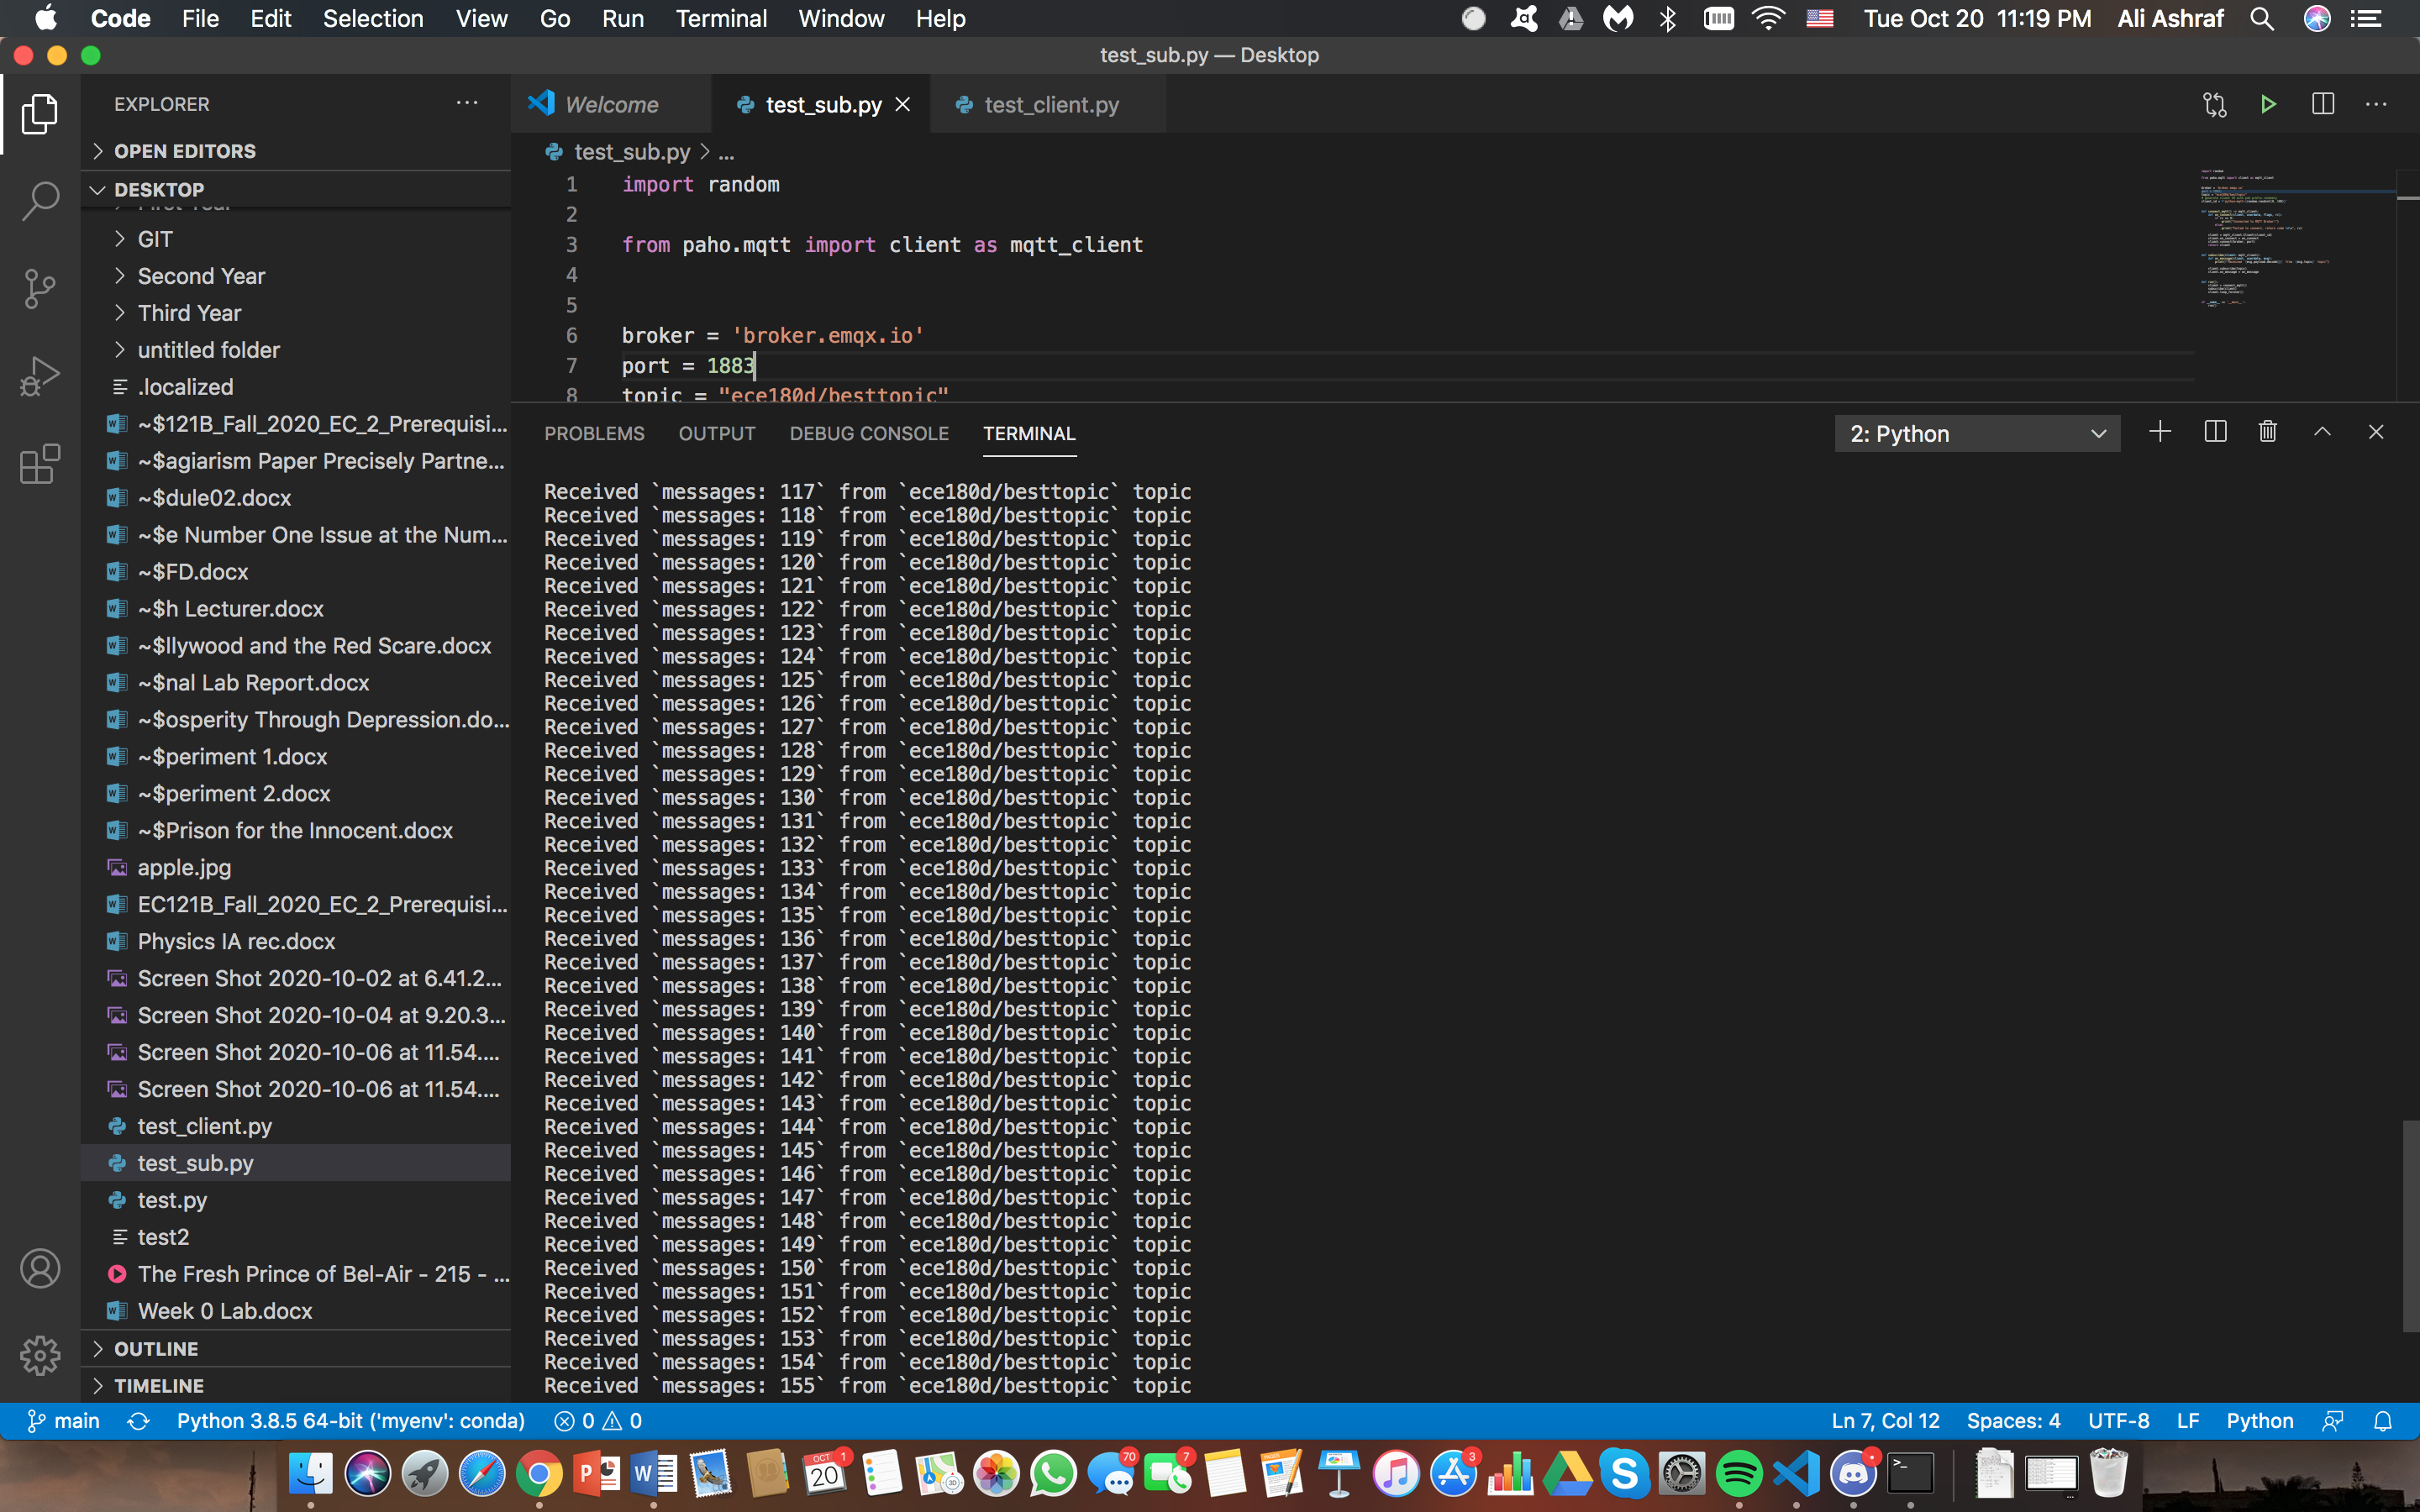 Code File Edit Selection View Go Run Terminal Window Help Tue Oct 20 11:19 PM Ali Ashraf
test_sub.py — Desktop
EXPLORER ···
OPEN EDITORS
DESKTOP
First Year
GIT
Second Year
Third Year
untitled folder
.localized
~$121B_Fall_2020_EC_2_Prerequisi...
~$agiarism Paper Precisely Partne...
~$dule02.docx
~$e Number One Issue at the Num...
~$FD.docx
~$h Lecturer.docx
~$llywood and the Red Scare.docx
~$nal Lab Report.docx
~$osperity Through Depression.do...
~$periment 1.docx
~$periment 2.docx
~$Prison for the Innocent.docx
apple.jpg
EC121B_Fall_2020_EC_2_Prerequisi...
Physics IA rec.docx
Screen Shot 2020-10-02 at 6.41.2...
Screen Shot 2020-10-04 at 9.20.3...
Screen Shot 2020-10-06 at 11.54....
Screen Shot 2020-10-06 at 11.54....
test_client.py
test_sub.py
test.py
test2
The Fresh Prince of Bel-Air - 215 - ...
Week 0 Lab.docx
OUTLINE
TIMELINE
Welcome test_sub.py test_client.py
test_sub.py > ...
1 import random
2
3 from paho.mqtt import client as mqtt_client
4
5
6 broker = 'broker.emqx.io'
7 port = 1883
8 topic = "ece180d/besttopic"
PROBLEMS OUTPUT DEBUG CONSOLE TERMINAL 2: Python
Received `messages: 117` from `ece180d/besttopic` topic
Received `messages: 118` from `ece180d/besttopic` topic
Received `messages: 119` from `ece180d/besttopic` topic
Received `messages: 120` from `ece180d/besttopic` topic
Received `messages: 121` from `ece180d/besttopic` topic
Received `messages: 122` from `ece180d/besttopic` topic
Received `messages: 123` from `ece180d/besttopic` topic
Received `messages: 124` from `ece180d/besttopic` topic
Received `messages: 125` from `ece180d/besttopic` topic
Received `messages: 126` from `ece180d/besttopic` topic
Received `messages: 127` from `ece180d/besttopic` topic
Received `messages: 128` from `ece180d/besttopic` topic
Received `messages: 129` from `ece180d/besttopic` topic
Received `messages: 130` from `ece180d/besttopic` topic
Received `messages: 131` from `ece180d/besttopic` topic
Received `messages: 132` from `ece180d/besttopic` topic
Received `messages: 133` from `ece180d/besttopic` topic
Received `messages: 134` from `ece180d/besttopic` topic
Received `messages: 135` from `ece180d/besttopic` topic
Received `messages: 136` from `ece180d/besttopic` topic
Received `messages: 137` from `ece180d/besttopic` topic
Received `messages: 138` from `ece180d/besttopic` topic
Received `messages: 139` from `ece180d/besttopic` topic
Received `messages: 140` from `ece180d/besttopic` topic
Received `messages: 141` from `ece180d/besttopic` topic
Received `messages: 142` from `ece180d/besttopic` topic
Received `messages: 143` from `ece180d/besttopic` topic
Received `messages: 144` from `ece180d/besttopic` topic
Received `messages: 145` from `ece180d/besttopic` topic
Received `messages: 146` from `ece180d/besttopic` topic
Received `messages: 147` from `ece180d/besttopic` topic
Received `messages: 148` from `ece180d/besttopic` topic
Received `messages: 149` from `ece180d/besttopic` topic
Received `messages: 150` from `ece180d/besttopic` topic
Received `messages: 151` from `ece180d/besttopic` topic
Received `messages: 152` from `ece180d/besttopic` topic
Received `messages: 153` from `ece180d/besttopic` topic
Received `messages: 154` from `ece180d/besttopic` topic
Received `messages: 155` from `ece180d/besttopic` topic
main Python 3.8.5 64-bit ('myenv': conda) 0 0 Ln 7, Col 12 Spaces: 4 UTF-8 LF Python
OCT 20 1 70 7 3